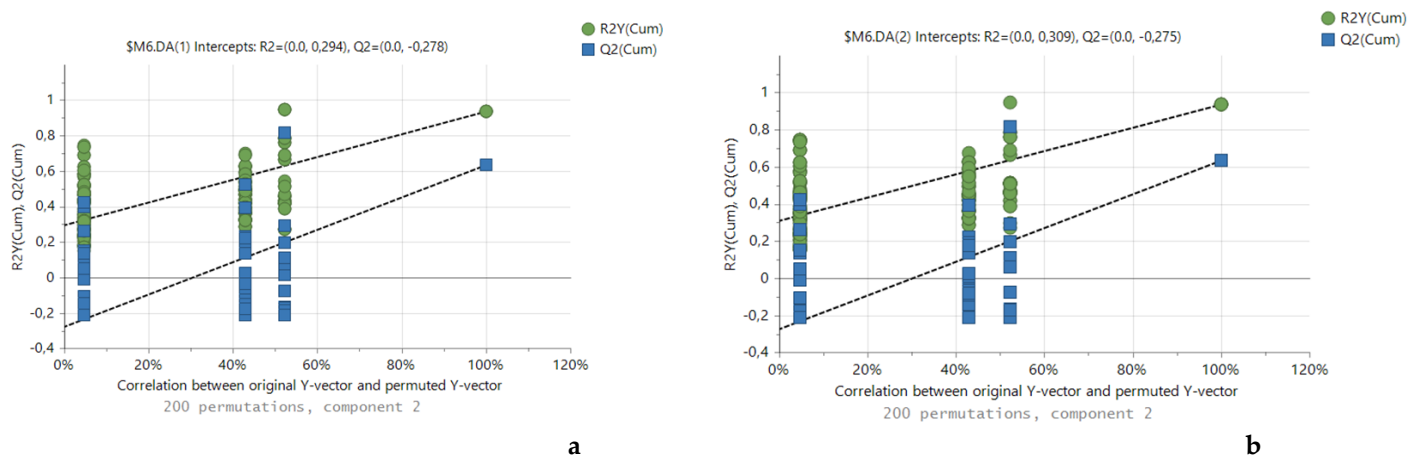 $M6.DA(1) Intercepts: R2=(0.0, 0,294), Q2=(0.0, -0,278)
R2Y(Cum)
Q2(Cum)
R2Y(Cum), Q2(Cum)
1
0,8
0,6
0,4
0,2
0
-0,2
-0,4
0%
20%
40%
60%
80%
100%
120%
Correlation between original Y-vector and permuted Y-vector
200 permutations, component 2
a
$M6.DA(2) Intercepts: R2=(0.0, 0,309), Q2=(0.0, -0,275)
R2Y(Cum)
Q2(Cum)
R2Y(Cum), Q2(Cum)
1
0,8
0,6
0,4
0,2
0
-0,2
-0,4
0%
20%
40%
60%
80%
100%
120%
Correlation between original Y-vector and permuted Y-vector
200 permutations, component 2
b